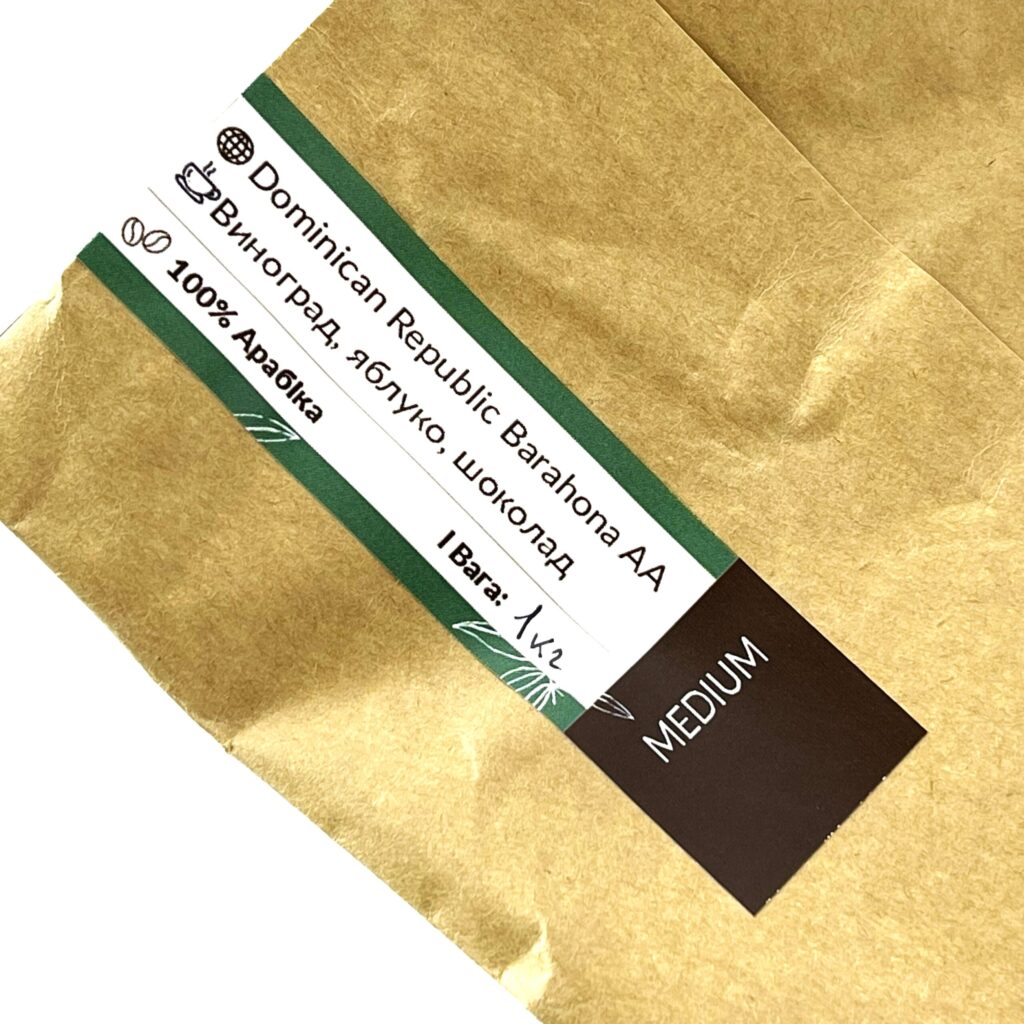 Dominican Republic Barahona AA
Виноград, яблуко, шоколад
100% АрабІка
І Вага: 1кг
MEDIUM